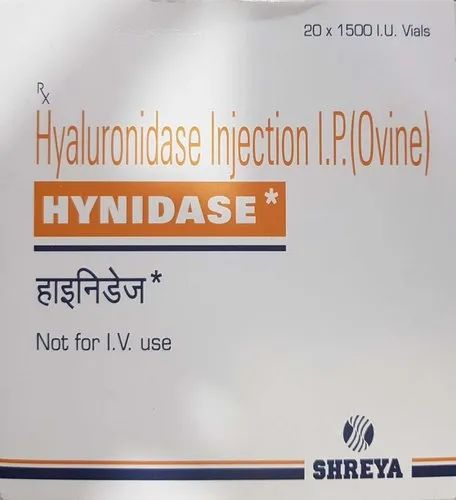 20 x 1500 I.U. Vials
Rx
Hyaluronidase Injection I.P.(Ovine)
HYNIDASE*
हाइनिडेज*
Not for I.V. use
SHREYA